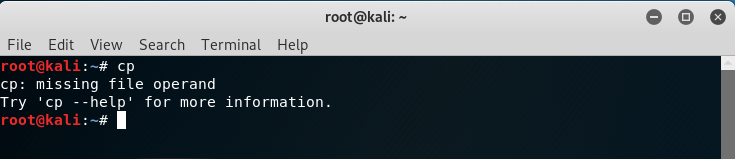 root@kali: ~
File Edit View Search Terminal Help
root@kali:~# cp
cp: missing file operand
Try 'cp --help' for more information.
root@kali:~#